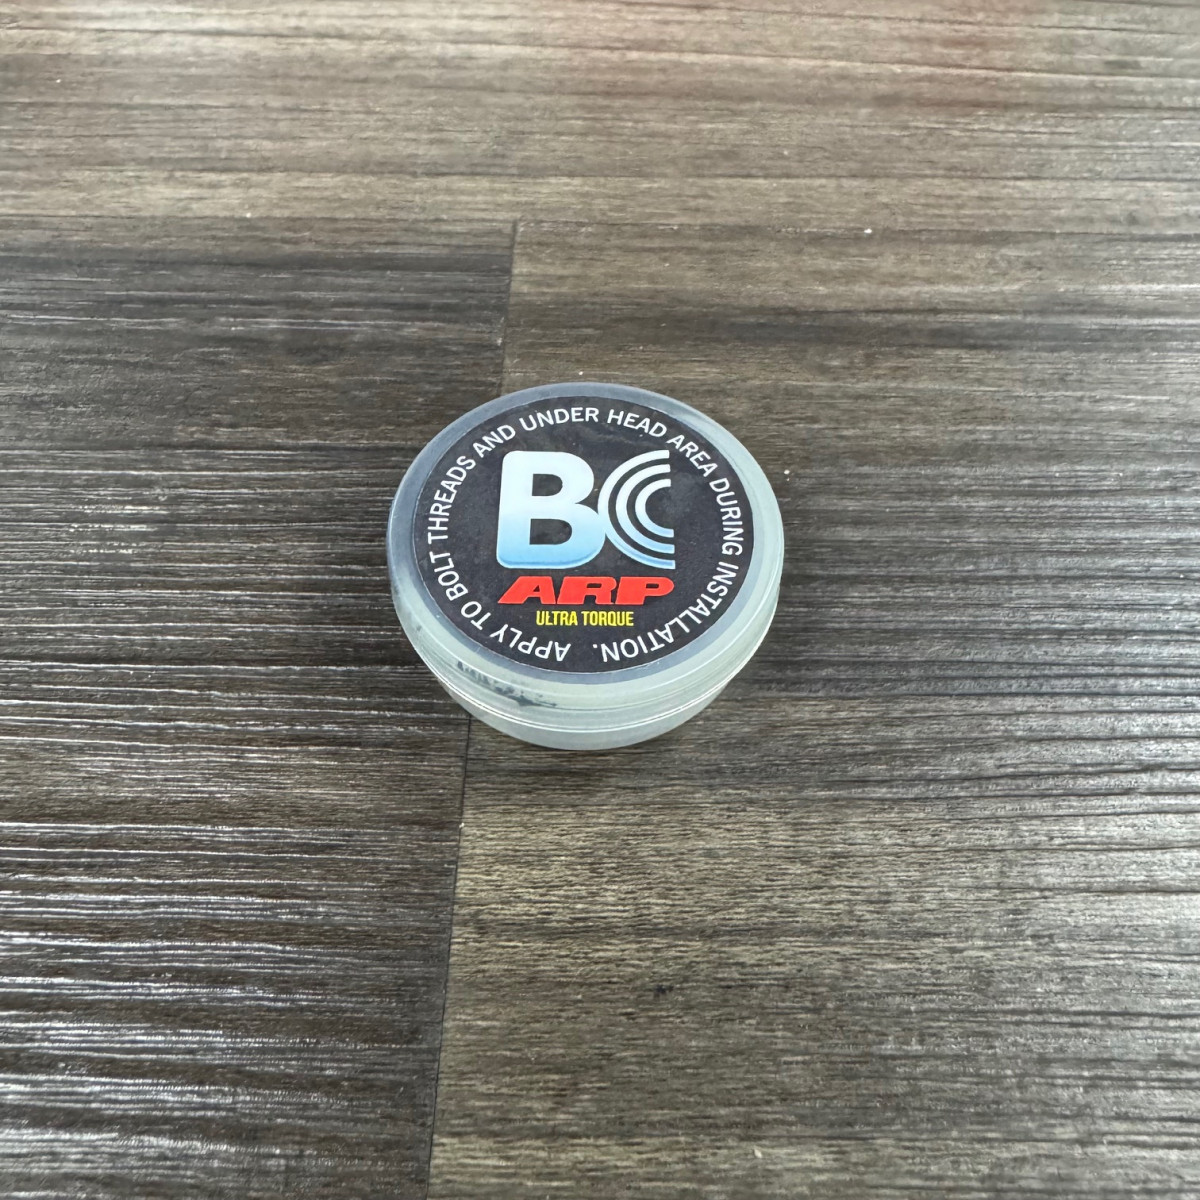 APPLY TO BOLT THREADS AND UNDER HEAD AREA DURING INSTALLATION.
BC
ARP
ULTRA TORQUE